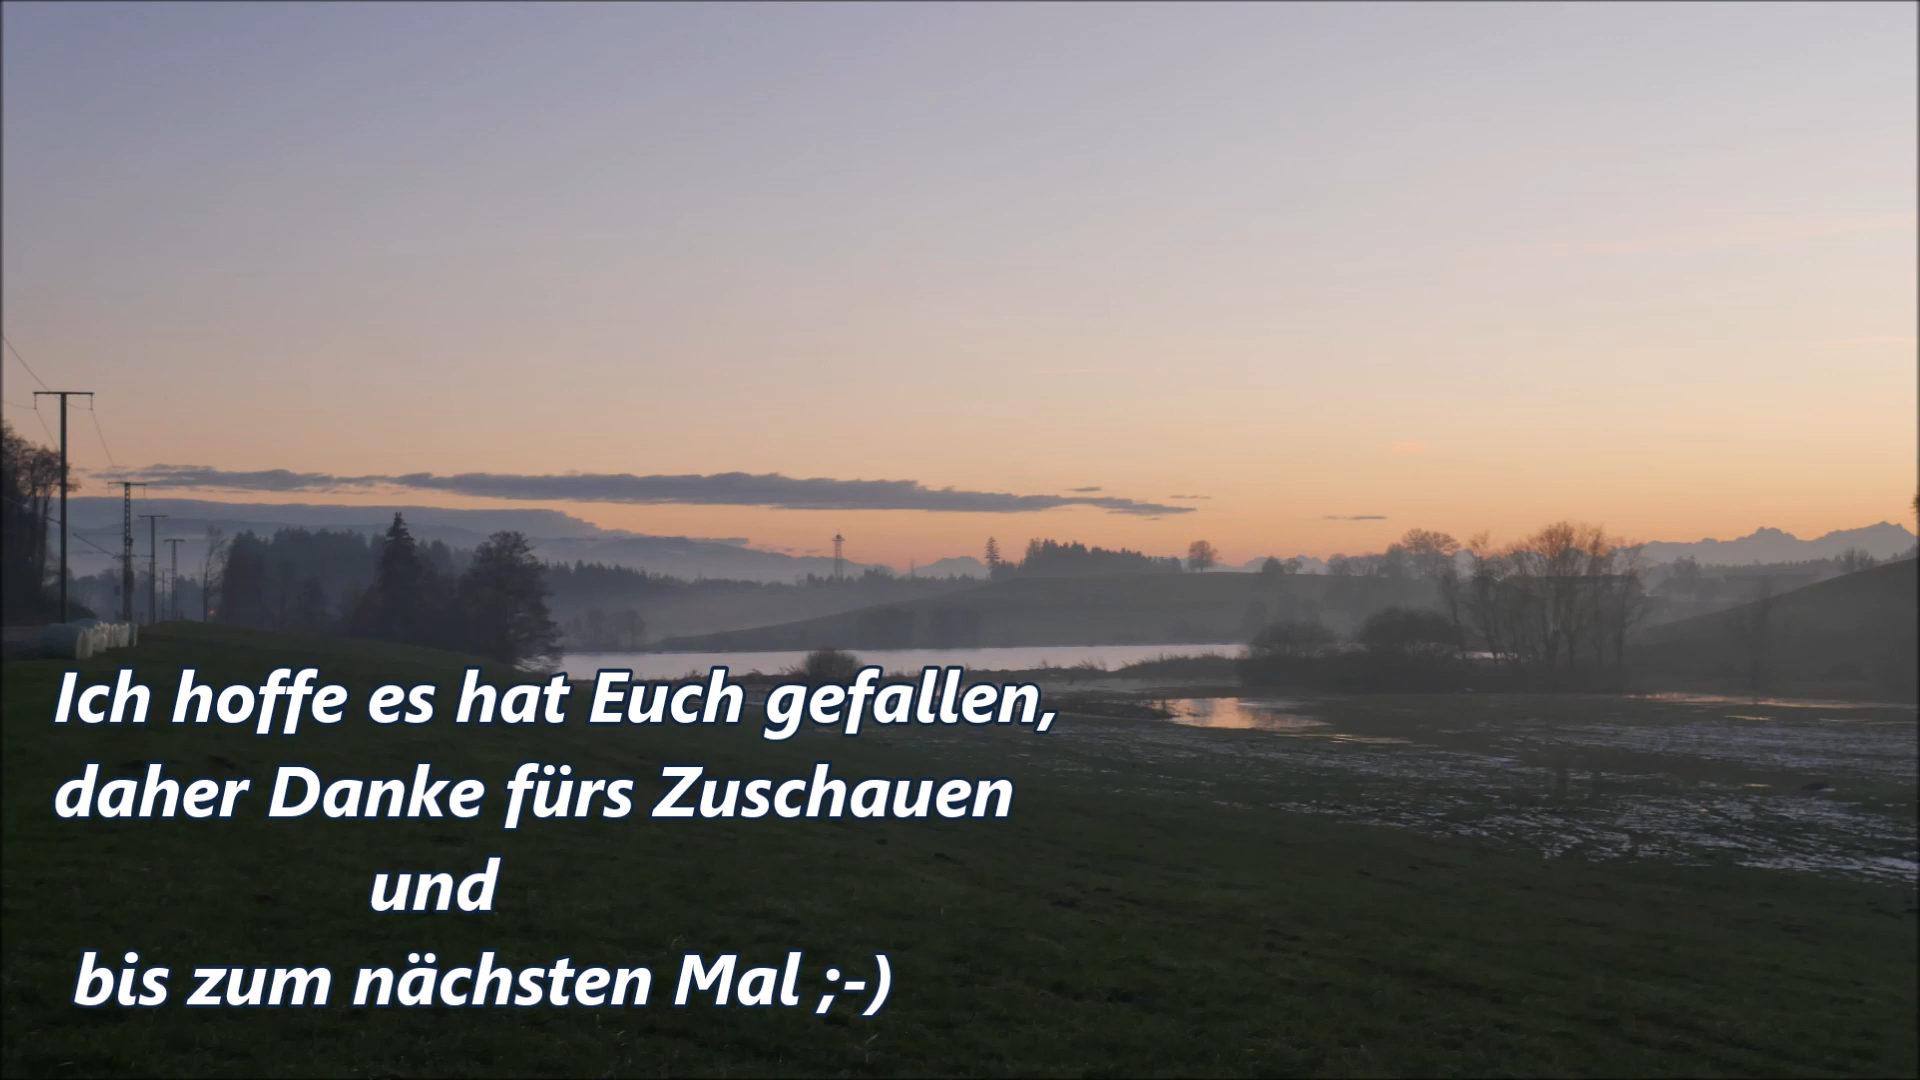 Ich hoffe es hat Euch gefallen,
daher Danke fürs Zuschauen
und
bis zum nächsten Mal ;-)